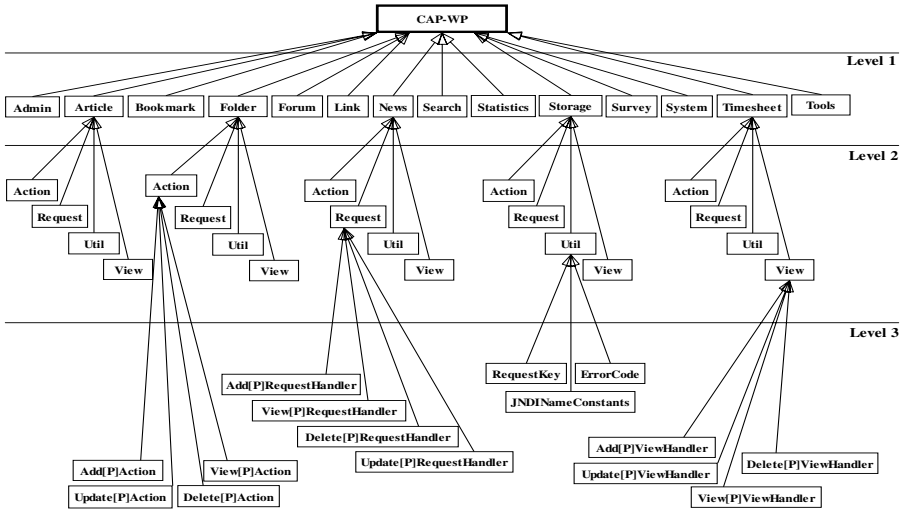 CAP-WP
Level 1
Admin Article Bookmark Folder Forum Link News Search Statistics Storage Survey System Timesheet Tools
Level 2
Action Action Action Action Action
Request Request Request Request Request
Util Util Util Util Util
View View View View View
Level 3
RequestKey ErrorCode
Add[P]RequestHandler
JNDINameConstants
View[P]RequestHandler
Delete[P]RequestHandler
Add[P]ViewHandler
Update[P]RequestHandler Delete[P]ViewHandler
Add[P]Action View[P]Action Update[P]ViewHandler
Update[P]Action Delete[P]Action View[P]ViewHandler